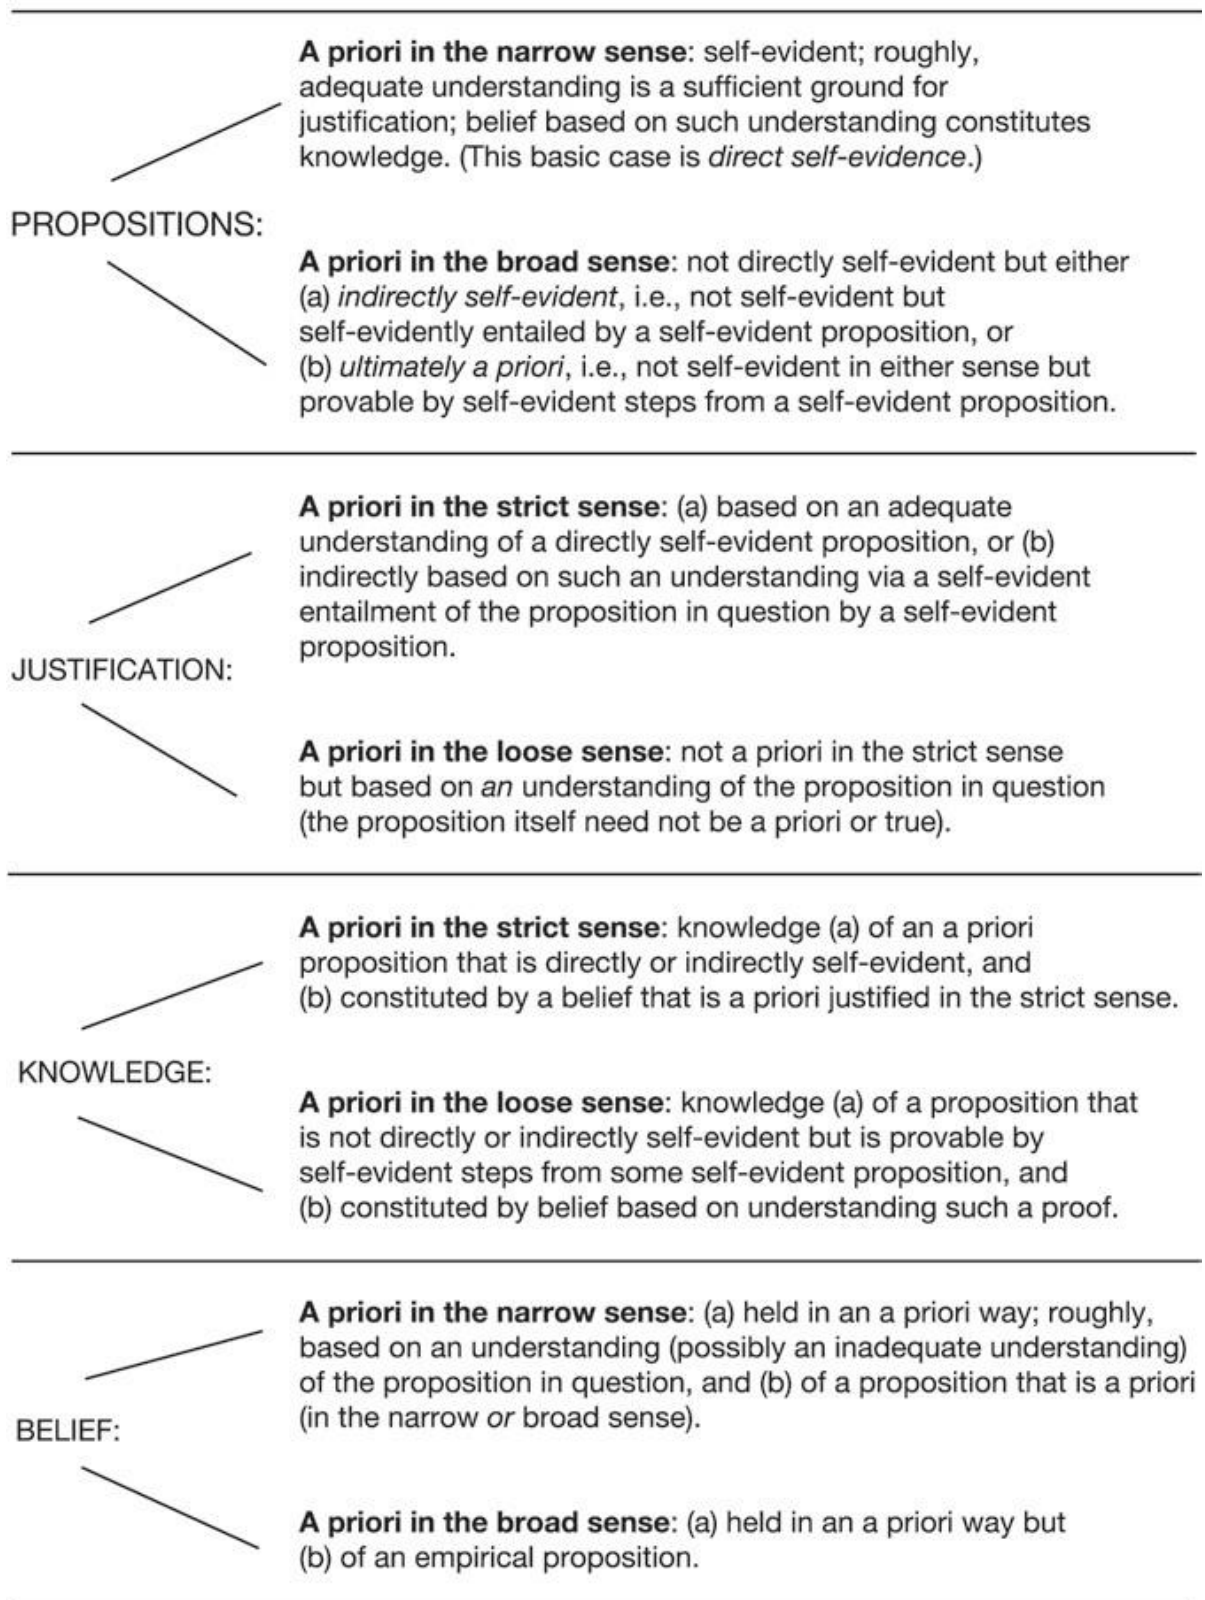 A priori in the narrow sense: self-evident; roughly,
adequate understanding is a sufficient ground for
justification; belief based on such understanding constitutes
knowledge. (This basic case is direct self-evidence.)
PROPOSITIONS:
A priori in the broad sense: not directly self-evident but either
(a) indirectly self-evident, i.e., not self-evident but
self-evidently entailed by a self-evident proposition, or
(b) ultimately a priori, i.e., not self-evident in either sense but
provable by self-evident steps from a self-evident proposition.
A priori in the strict sense: (a) based on an adequate
understanding of a directly self-evident proposition, or (b)
indirectly based on such an understanding via a self-evident
entailment of the proposition in question by a self-evident
proposition.
JUSTIFICATION:
A priori in the loose sense: not a priori in the strict sense
but based on an understanding of the proposition in question
(the proposition itself need not be a priori or true).
A priori in the strict sense: knowledge (a) of an a priori
proposition that is directly or indirectly self-evident, and
(b) constituted by a belief that is a priori justified in the strict sense.
KNOWLEDGE:
A priori in the loose sense: knowledge (a) of a proposition that
is not directly or indirectly self-evident but is provable by
self-evident steps from some self-evident proposition, and
(b) constituted by belief based on understanding such a proof.
A priori in the narrow sense: (a) held in an a priori way; roughly,
based on an understanding (possibly an inadequate understanding)
of the proposition in question, and (b) of a proposition that is a priori
(in the narrow or broad sense).
BELIEF:
A priori in the broad sense: (a) held in an a priori way but
(b) of an empirical proposition.